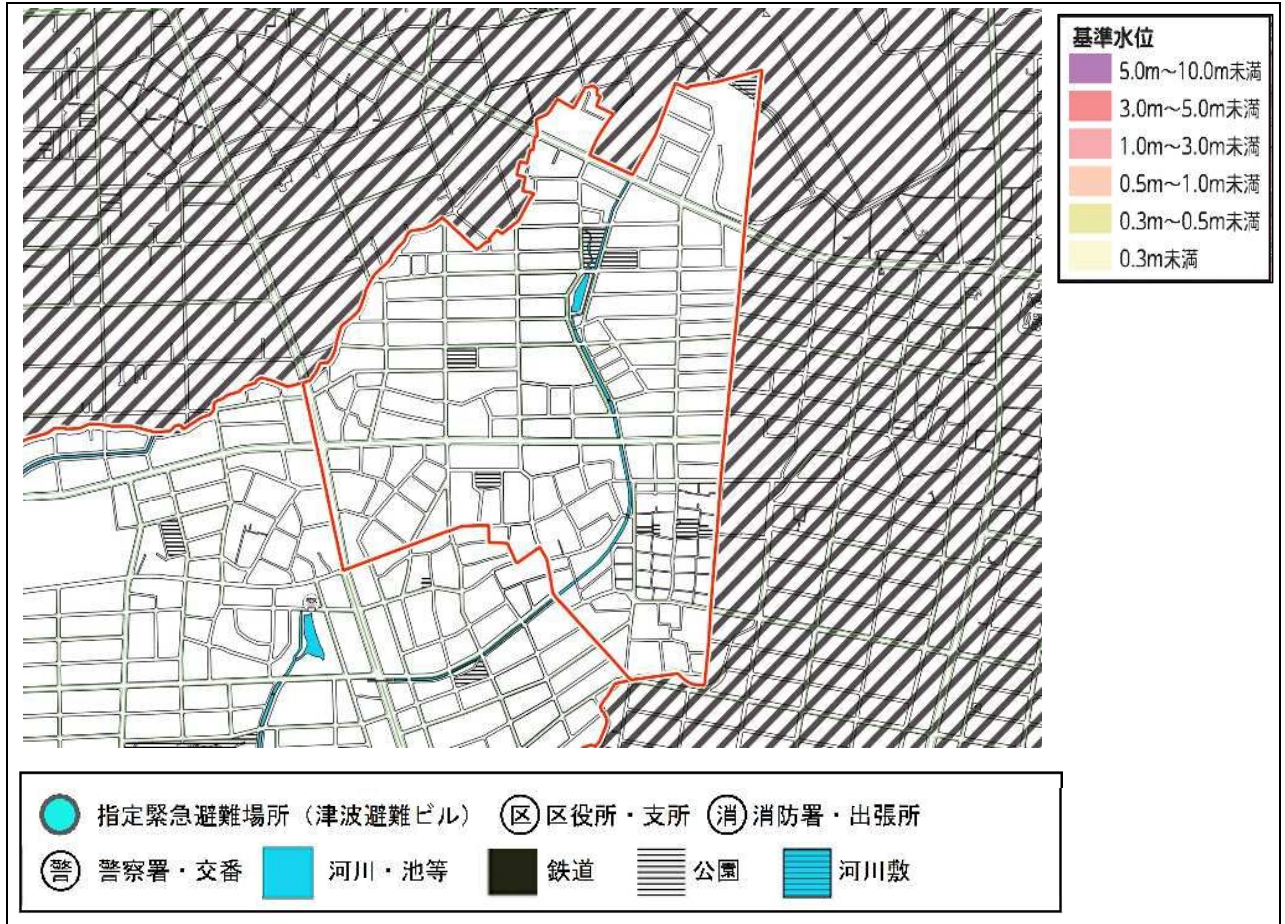 基準水位
5.0m～10.0m未満
3.0m～5.0m未満
1.0m～3.0m未満
0.5m～1.0m未満
0.3m～0.5m未満
0.3m未満
警
指定緊急避難場所（津波避難ビル） 区 区役所・支所 消 消防署・出張所
警 警察署・交番 河川・池等 鉄道 公園 河川敷